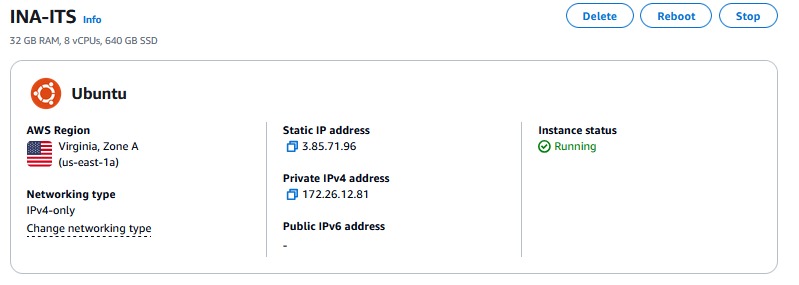 INA-ITS Info
Delete
Reboot
Stop
32 GB RAM, 8 vCPUs, 640 GB SSD
Ubuntu
AWS Region
Virginia, Zone A
(us-east-1a)
Networking type
IPv4-only
Change networking type
Static IP address
3.85.71.96
Private IPv4 address
172.26.12.81
Public IPv6 address
-
Instance status
Running